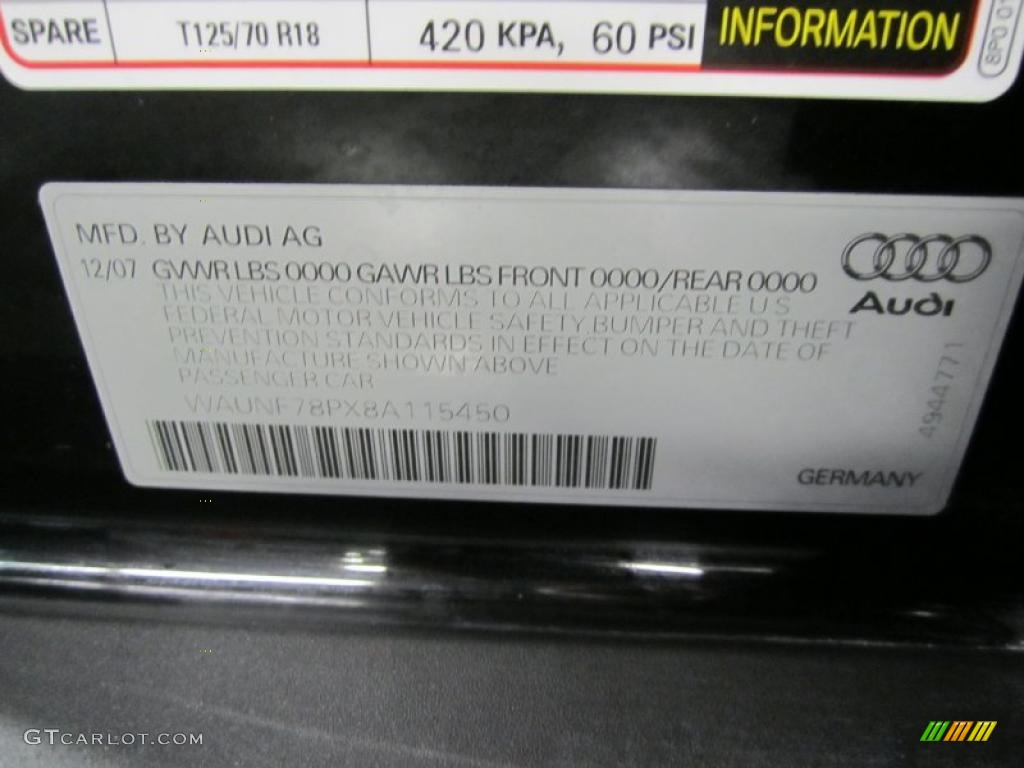 SPARE T125/70 R18 420 KPA, 60 PSI INFORMATION
8P0 01
MFD. BY AUDI AG
12/07 GVWR LBS 0000 GAWR LBS FRONT 0000/REAR 0000
THIS VEHICLE CONFORMS TO ALL APPLICABLE U S
FEDERAL MOTOR VEHICLE SAFETY, BUMPER AND THEFT
PREVENTION STANDARDS IN EFFECT ON THE DATE OF
MANUFACTURE SHOWN ABOVE
PASSENGER CAR
WAUNF78PX8A115450
Audi
4944771
GERMANY
GTCARLOT.COM